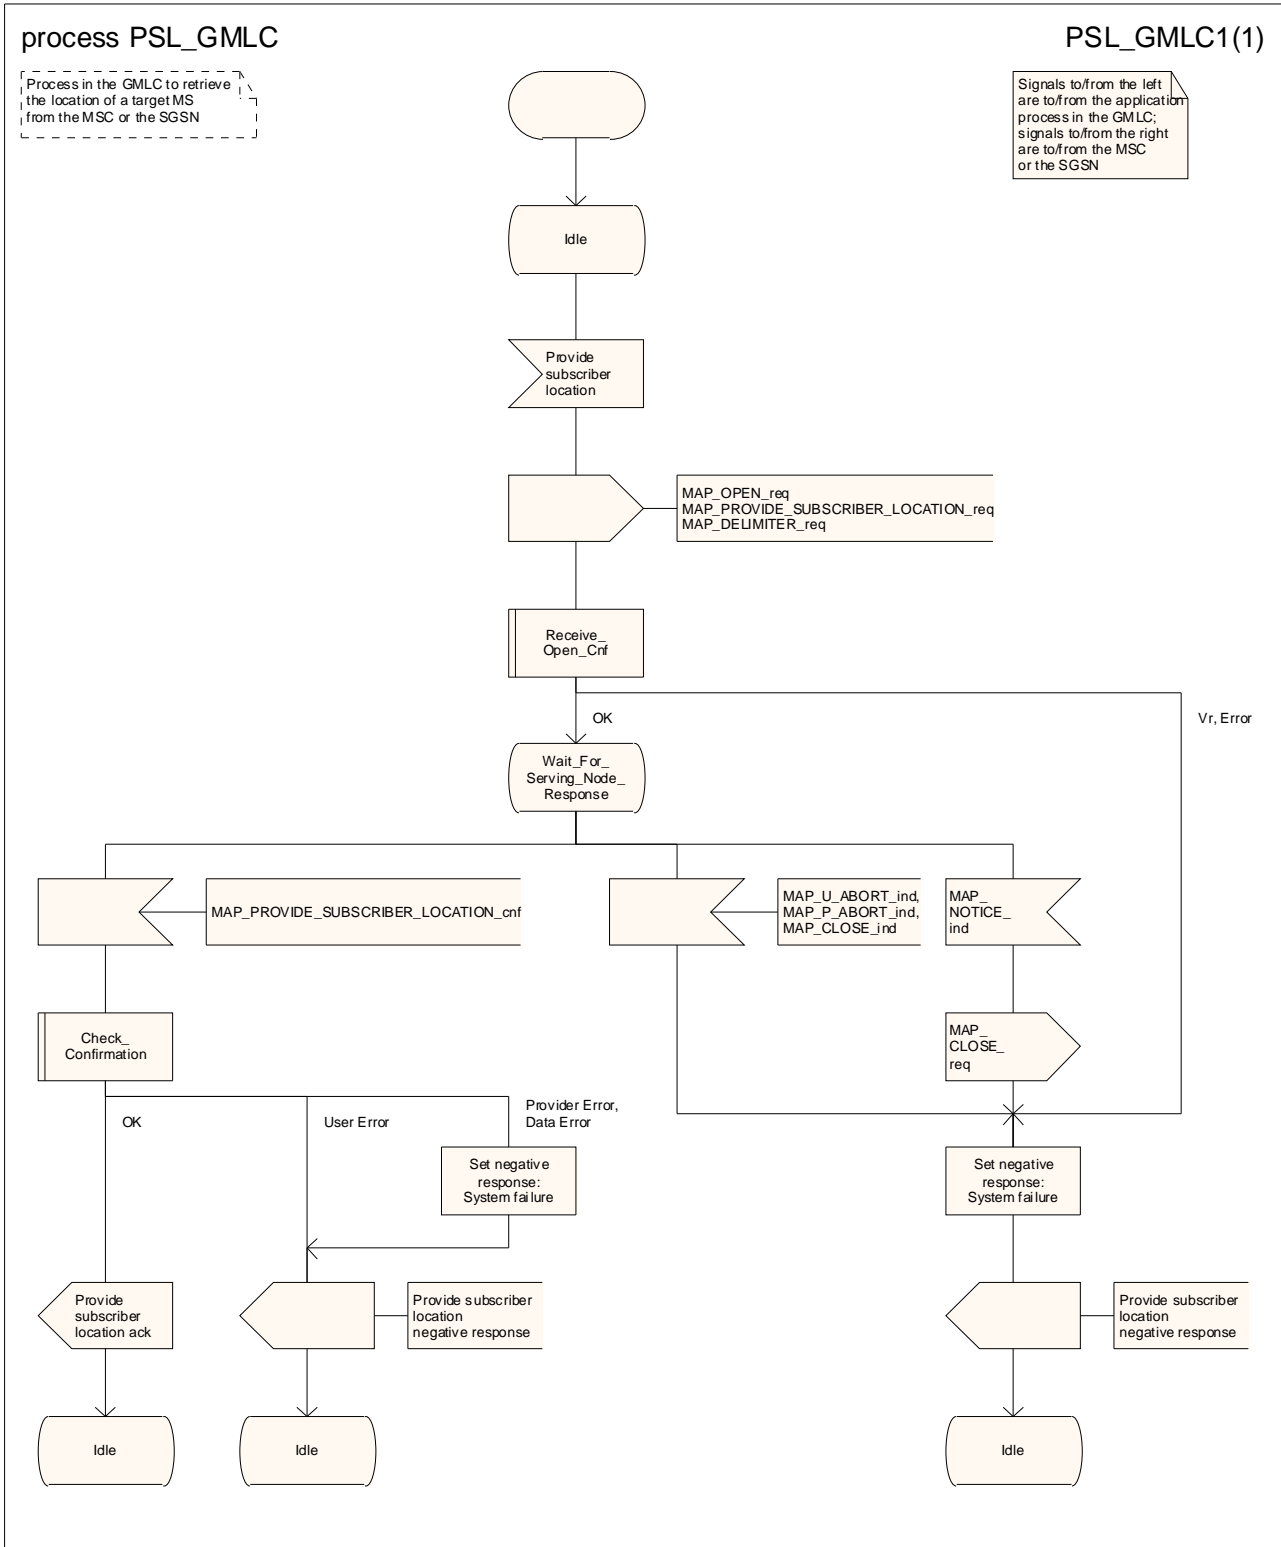 process PSL_GMLC
PSL_GMLC1(1)
Process in the GMLC to retrieve
the location of a target MS
from the MSC or the SGSN
Signals to/from the left
are to/from the application
process in the GMLC;
signals to/from the right
are to/from the MSC
or the SGSN
Idle
Provide
subscriber
location
MAP_OPEN_req
MAP_PROVIDE_SUBSCRIBER_LOCATION_req
MAP_DELIMITER_req
Receive_
Open_Cnf
OK
Vr, Error
Wait_For_
Serving_Node_
Response
MAP_PROVIDE_SUBSCRIBER_LOCATION_cnf
MAP_U_ABORT_ind,
MAP_P_ABORT_ind,
MAP_CLOSE_ind
MAP_
NOTICE_
ind
Check_
Confirmation
MAP_
CLOSE_
req
OK
User Error
Provider Error,
Data Error
Set negative
response:
System failure
Set negative
response:
System failure
Provide
subscriber
location ack
Provide subscriber
location
negative response
Provide subscriber
location
negative response
Idle
Idle
Idle